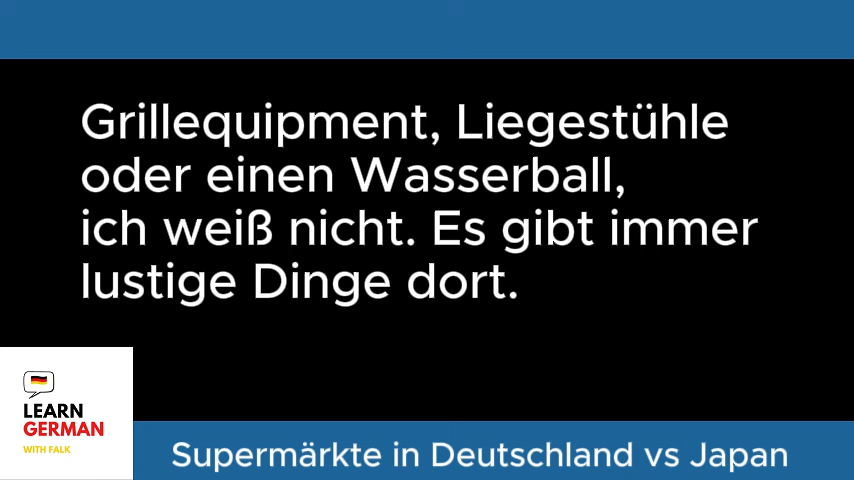 Grillequipment, Liegestühle
oder einen Wasserball,
ich weiß nicht. Es gibt immer
lustige Dinge dort.
LEARN
GERMAN
WITH FALK
Supermärkte in Deutschland vs Japan